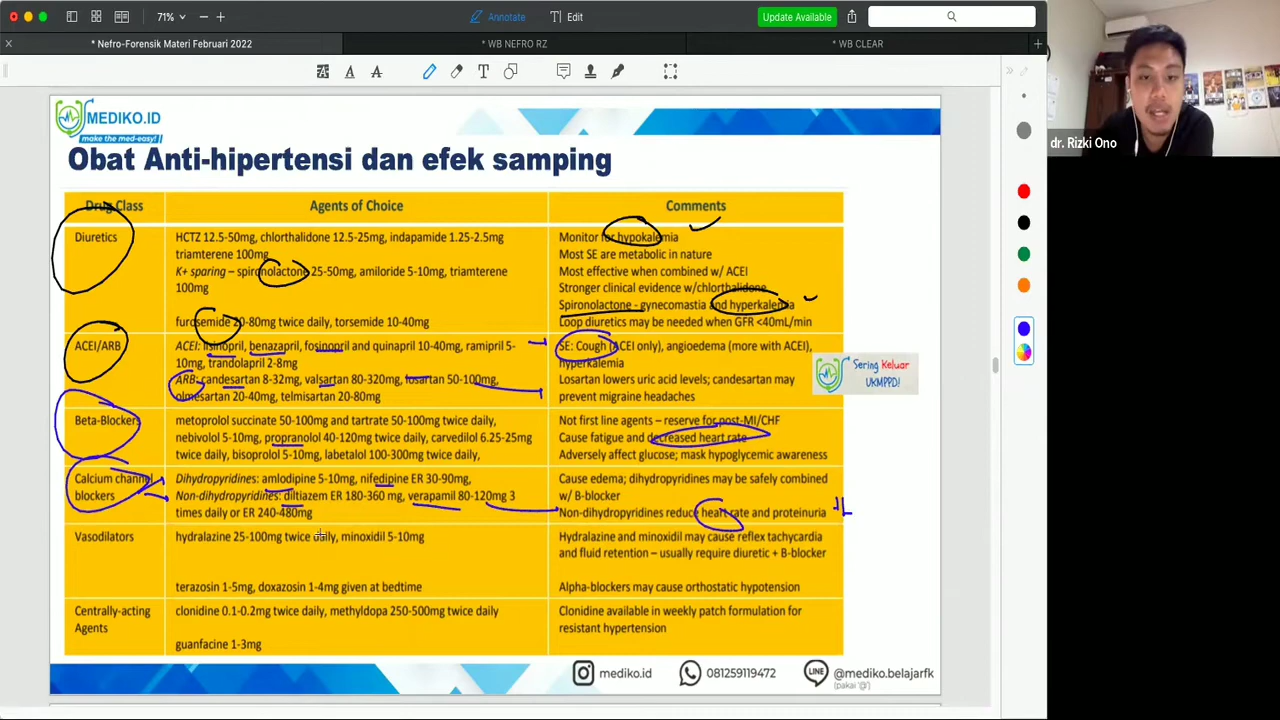 71%
Annotate
Edit
Update Available
* Nefro-Forensik Materi Februari 2022
* WB NEFRO RZ
* WB CLEAR
MEDIKO.ID
make the med-easy!
dr. Rizki Ono
Obat Anti-hipertensi dan efek samping
Drug Class
Agents of Choice
Comments
Diuretics
HCTZ 12.5-50mg, chlorthalidone 12.5-25mg, indapamide 1.25-2.5mg
triamterene 100mg
K+ sparing – spironolactone 25-50mg, amiloride 5-10mg, triamterene
100mg
furosemide 20-80mg twice daily, torsemide 10-40mg
Monitor for hypokalemia
Most SE are metabolic in nature
Most effective when combined w/ ACEI
Stronger clinical evidence w/chlorthalidone
Spironolactone - gynecomastia and hyperkalemia
Loop diuretics may be needed when GFR <40mL/min
ACEI/ARB
ACEI: lisinopril, benazapril, fosinopril and quinapril 10-40mg, ramipril 5-
10mg, trandolapril 2-8mg
ARB: candesartan 8-32mg, valsartan 80-320mg, losartan 50-100mg,
olmesartan 20-40mg, telmisartan 20-80mg
SE: Cough (ACEI only), angioedema (more with ACEI),
hyperkalemia
Losartan lowers uric acid levels; candesartan may
prevent migraine headaches
Sering Keluar
UKMPPD!
Beta-Blockers
metoprolol succinate 50-100mg and tartrate 50-100mg twice daily,
nebivolol 5-10mg, propranolol 40-120mg twice daily, carvedilol 6.25-25mg
twice daily, bisoprolol 5-10mg, labetalol 100-300mg twice daily,
Not first line agents – reserve for post-MI/CHF
Cause fatigue and decreased heart rate
Adversely affect glucose; mask hypoglycemic awareness
Calcium channel
blockers
Dihydropyridines: amlodipine 5-10mg, nifedipine ER 30-90mg,
Non-dihydropyridines: diltiazem ER 180-360 mg, verapamil 80-120mg 3
times daily or ER 240-480mg
Cause edema; dihydropyridines may be safely combined
w/ B-blocker
Non-dihydropyridines reduce heart rate and proteinuria
Vasodilators
hydralazine 25-100mg twice daily, minoxidil 5-10mg
terazosin 1-5mg, doxazosin 1-4mg given at bedtime
Hydralazine and minoxidil may cause reflex tachycardia
and fluid retention – usually require diuretic + B-blocker
Alpha-blockers may cause orthostatic hypotension
Centrally-acting
Agents
clonidine 0.1-0.2mg twice daily, methyldopa 250-500mg twice daily
guanfacine 1-3mg
Clonidine available in weekly patch formulation for
resistant hypertension
mediko.id
081259119472
@mediko.belajarfk
(pakai '@')